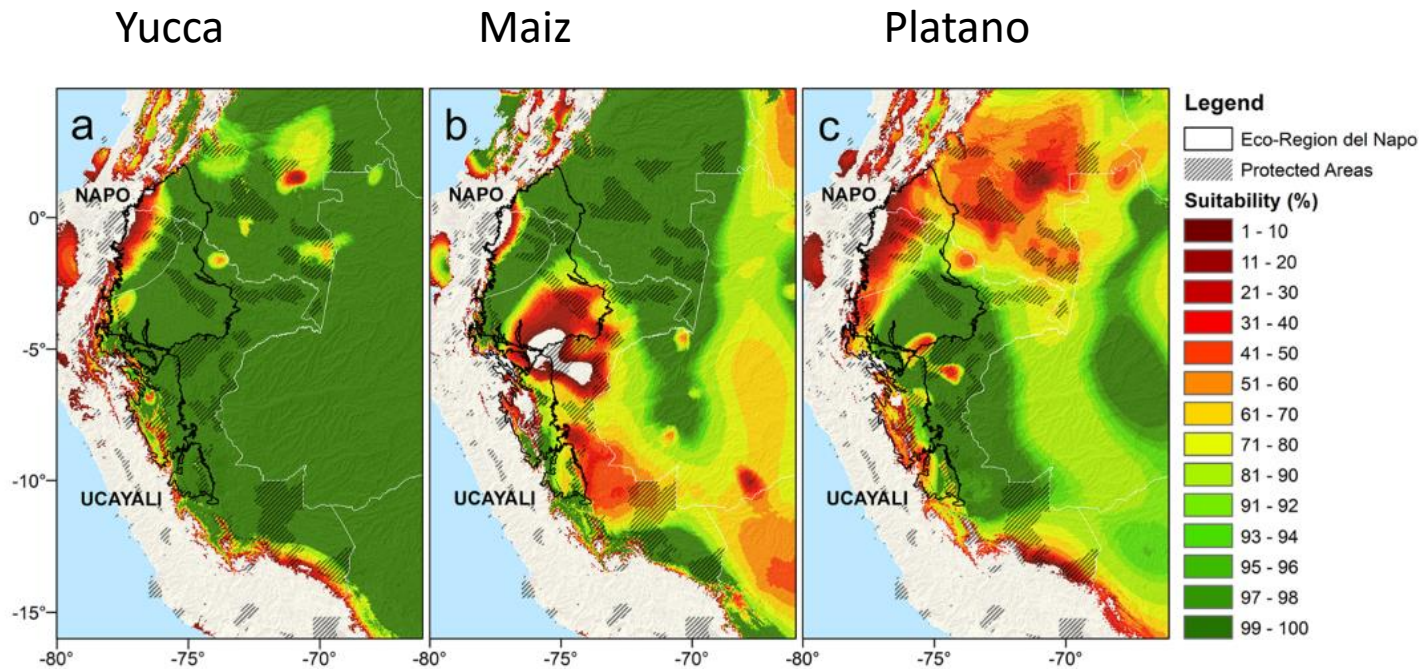 Yucca
Maiz
Platano
a
b
c
NAPO
NAPO
NAPO
UCAYALI
UCAYALI
UCAYALI
0°
-5°
-10°
-15°
-80
-75
-70
-80
-75
-70
-80
-75
-70
Legend
Eco-Region del Napo
Protected Areas
Suitability (%)
1 - 10
11 - 20
21 - 30
31 - 40
41 - 50
51 - 60
61 - 70
71 - 80
81 - 90
91 - 92
93 - 94
95 - 96
97 - 98
99 - 100